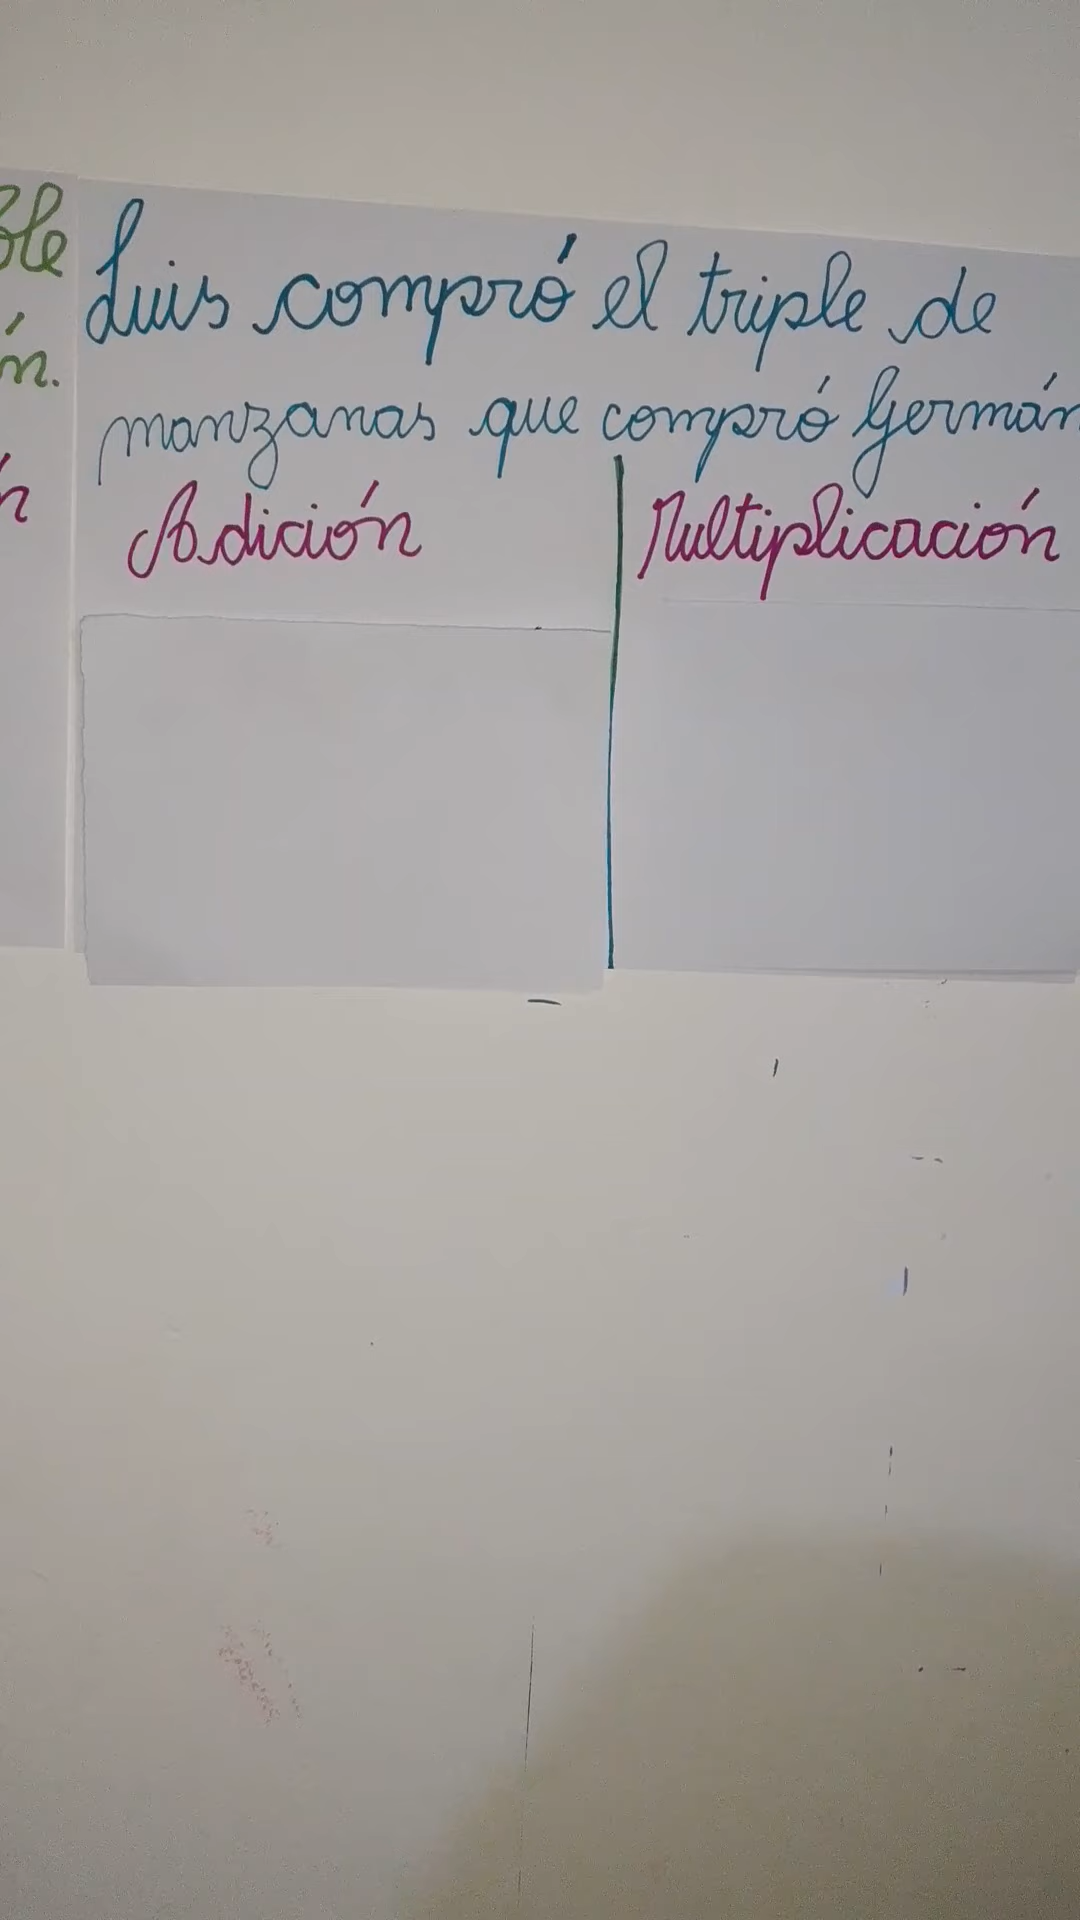 Luis compró el triple de
manzanas que compró Germán
Adición Multiplicación